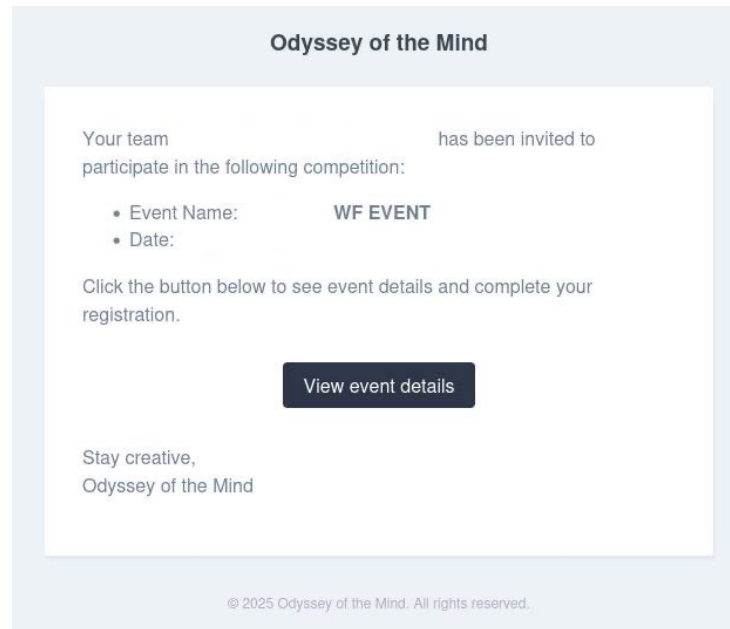 Odyssey of the Mind
Your team has been invited to
participate in the following competition:
• Event Name: WF EVENT
• Date:
Click the button below to see event details and complete your
registration.
View event details
Stay creative,
Odyssey of the Mind
© 2025 Odyssey of the Mind. All rights reserved.